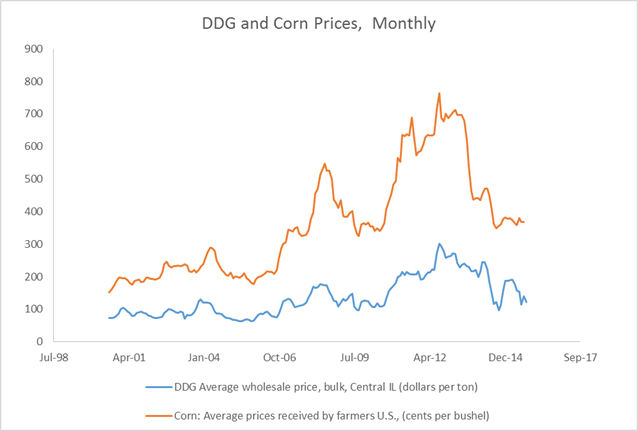 DDG and Corn Prices,  Monthly
900
800
700
600
500
400
300
200
100
0
Jul-98 Apr-01 Jan-04 Oct-06 Jul-09 Apr-12 Dec-14 Sep-17
DDG Average wholesale price, bulk, Central IL (dollars per ton)
Corn: Average prices received by farmers U.S., (cents per bushel)